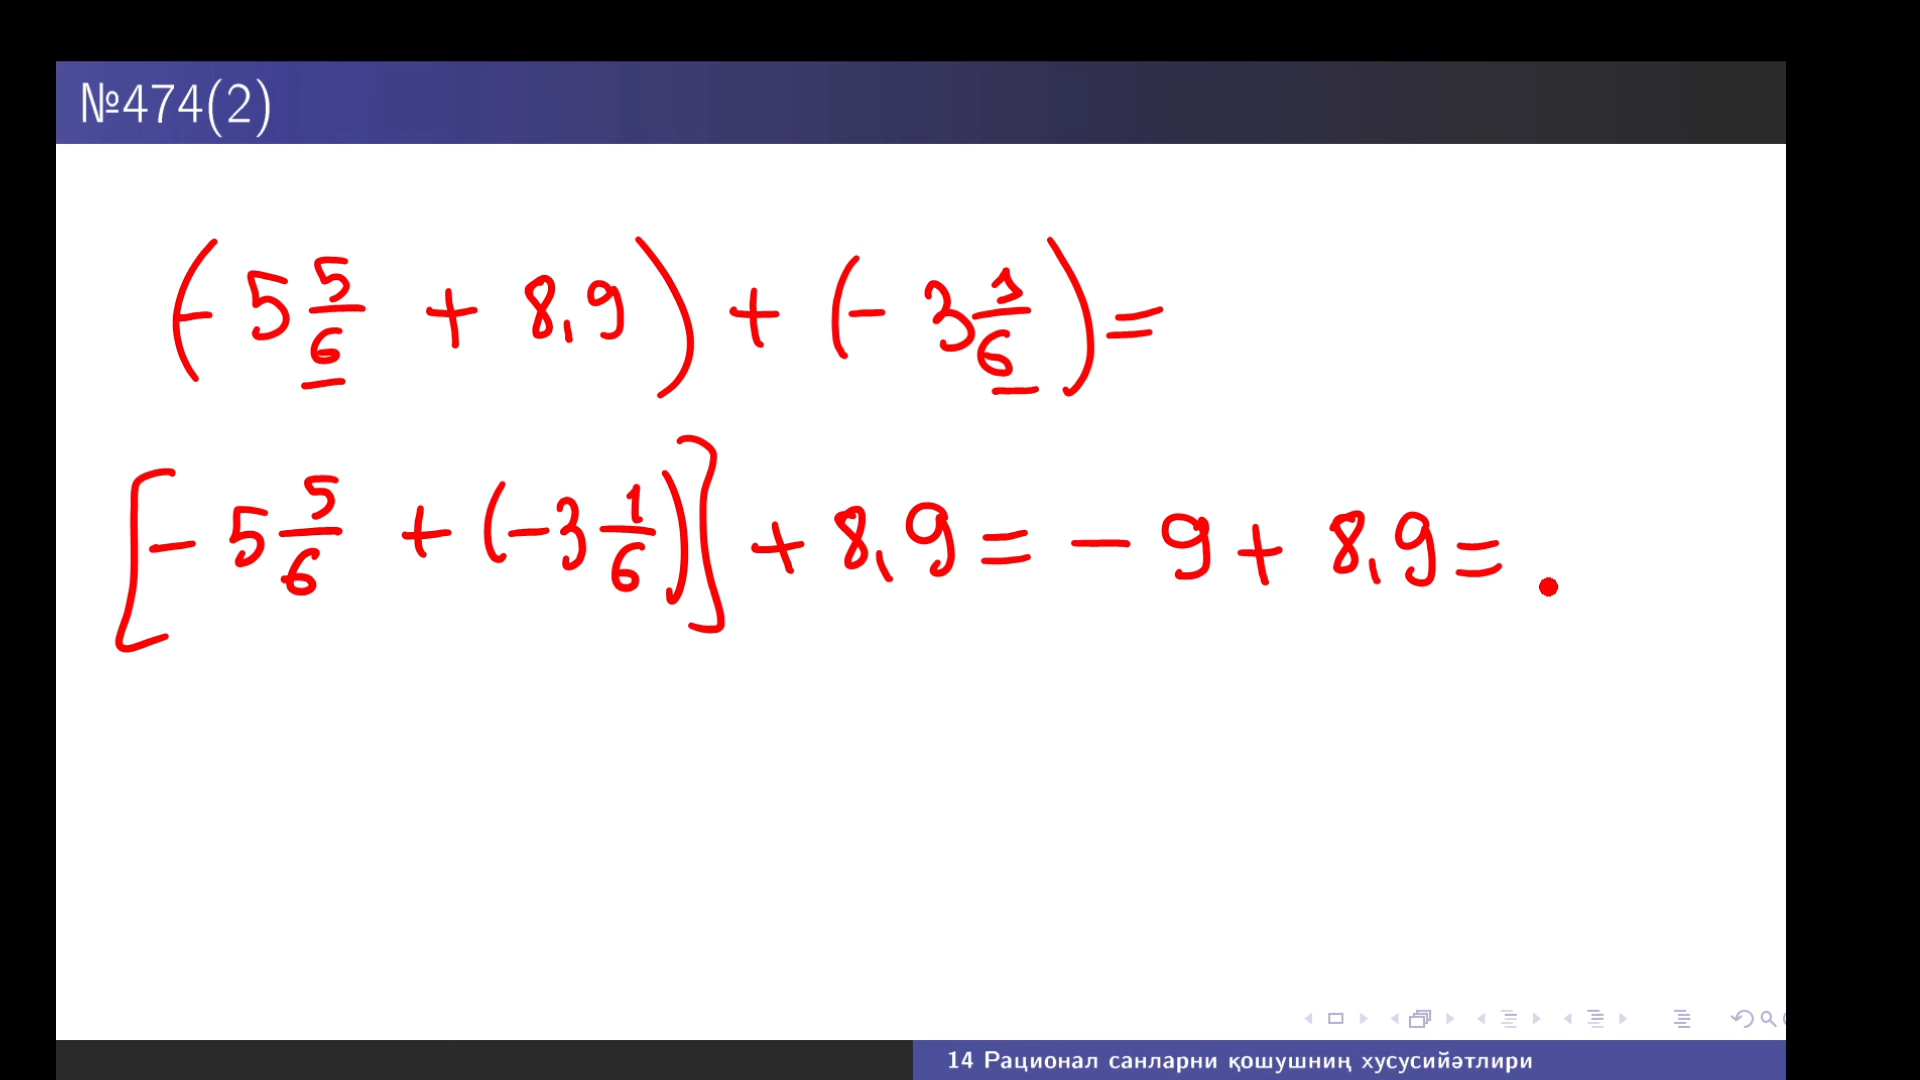 №474(2)
(- 5 5/6 + 8,9) + (- 3 1/6) =
[- 5 5/6 + (- 3 1/6)] + 8,9 = - 9 + 8,9 =
14 Рационал санларни қошушниң хусусийәтлири